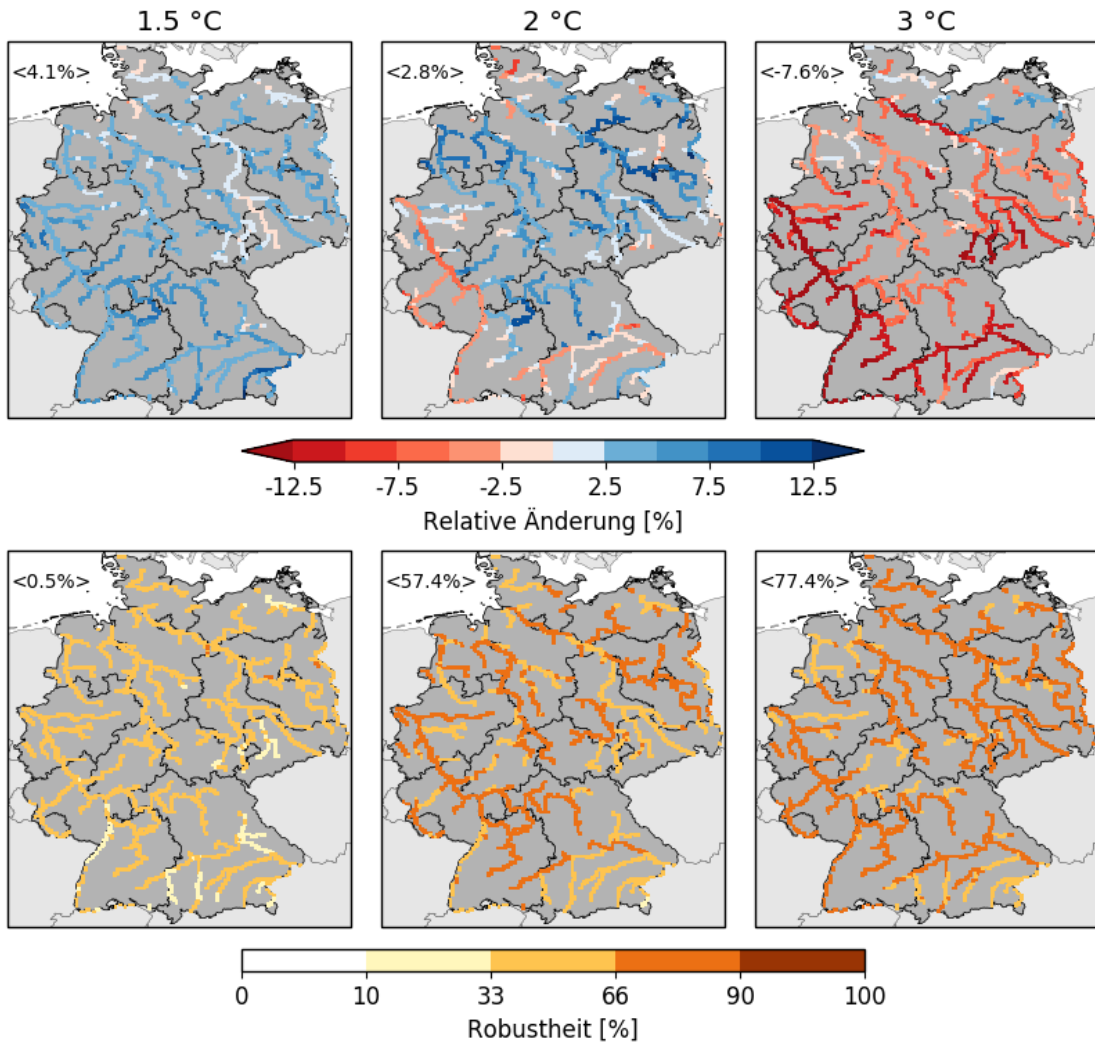 1.5 °C 2 °C 3 °C
<4.1%> <2.8%> <-7.6%>
-12.5 -7.5 -2.5 2.5 7.5 12.5
Relative Änderung [%]
<0.5%> <57.4%> <77.4%>
0 10 33 66 90 100
Robustheit [%]